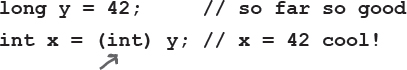 long y = 42;      // so far so good
int x = (int) y; // x = 42 cool!